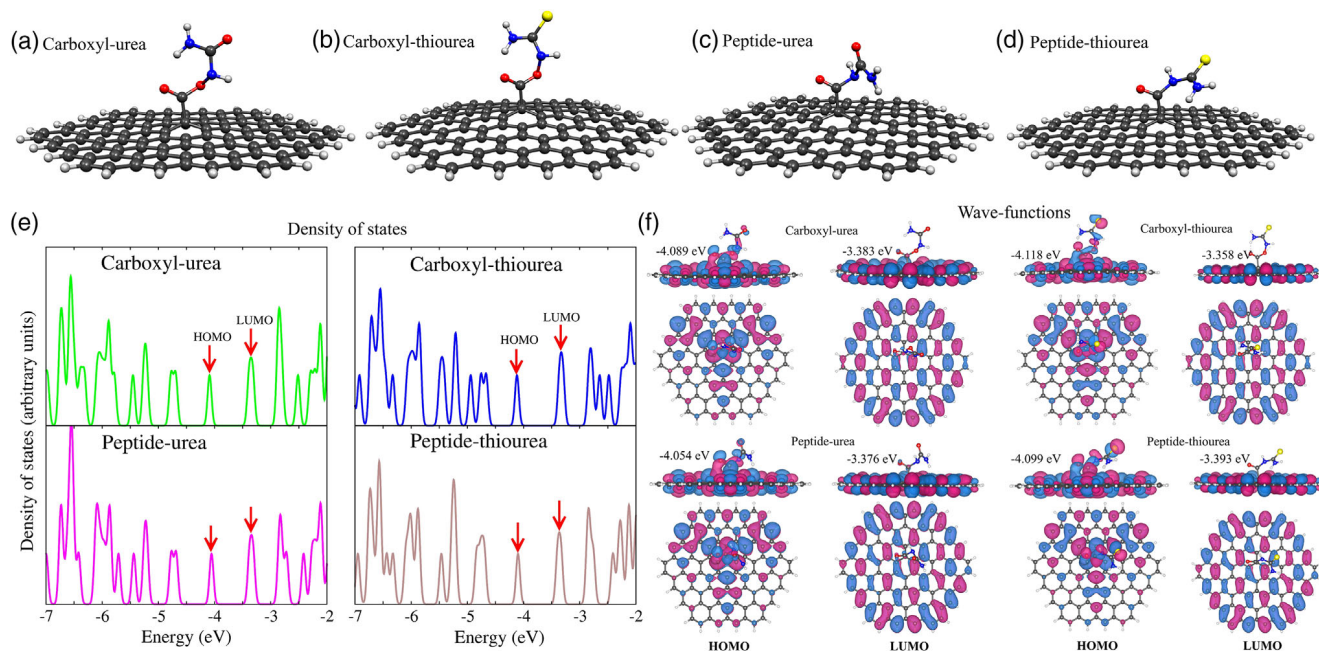 (a) Carboxyl-urea
(b) Carboxyl-thiourea
(c) Peptide-urea
(d) Peptide-thiourea
(e) Density of states
Density of states (arbitrary units)
Carboxyl-urea
HOMO
LUMO
Carboxyl-thiourea
HOMO
LUMO
Peptide-urea
Peptide-thiourea
-7 -6 -5 -4 -3 -2
-7 -6 -5 -4 -3 -2
Energy (eV)
Energy (eV)
(f) Wave-functions
Carboxyl-urea
-4.089 eV
-3.383 eV
Carboxyl-thiourea
-4.118 eV
-3.358 eV
Peptide-urea
-4.054 eV
-3.376 eV
Peptide-thiourea
-4.099 eV
-3.393 eV
HOMO
LUMO
HOMO
LUMO